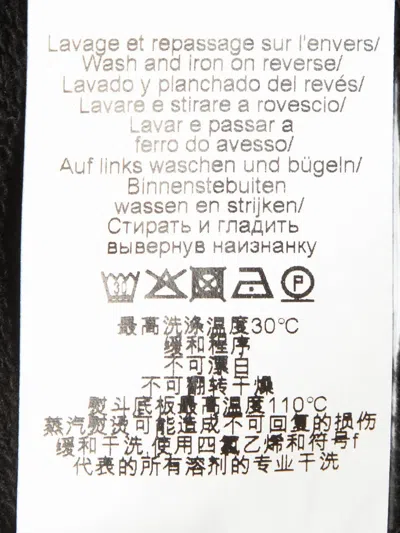 Lavage et repassage sur l'envers/
Wash and iron on reverse/
Lavado y planchado del revés/
Lavare e stirare a rovescio/
Lavar e passar a
ferro do avesso/
Auf links waschen und bügeln/
Binnenstebuiten
wassen en strijken/
Стирать и гладить
вывернув наизнанку
30 P
最高洗涤温度30℃
缓和程序
不可漂白
不可翻转干燥
熨斗底板最高温度110℃
蒸汽熨烫可能造成不可回复的损伤
缓和干洗,使用四氯乙烯和符号f
代表的所有溶剂的专业干洗